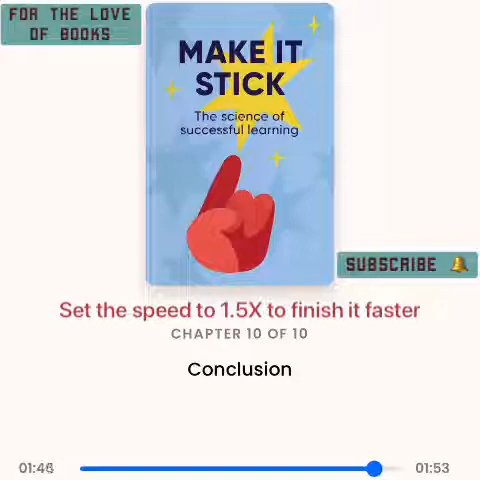 FOR THE LOVE
OF BOOKS
MAKE IT
STICK
The science of
successful learning
SUBSCRIBE
Set the speed to 1.5X to finish it faster
CHAPTER 10 OF 10
Conclusion
01:46
01:53